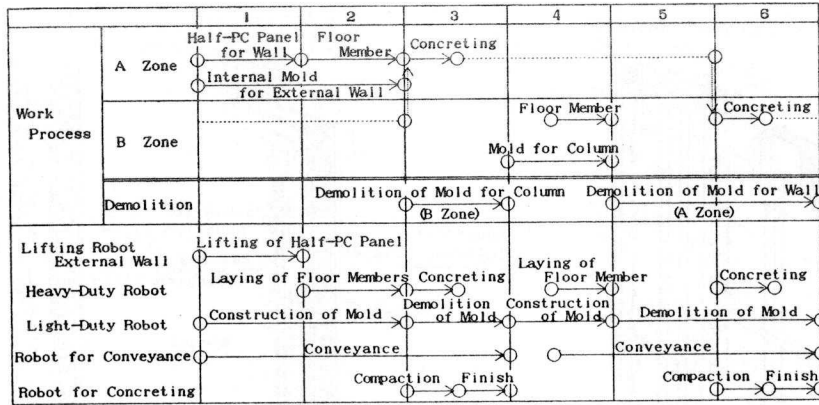 1 2 3 4 5 6
Half-PC Panel for Wall
Floor Member
Concreting
A Zone
Internal Mold for External Wall
Work Process
Floor Member
Concreting
B Zone
Mold for Column
Demolition
Demolition of Mold for Column
(B Zone)
Demolition of Mold for Wall
(A Zone)
Lifting Robot
External Wall
Lifting of Half-PC Panel
Heavy-Duty Robot
Laying of Floor Members
Concreting
Laying of Floor Member
Concreting
Light-Duty Robot
Construction of Mold
Demolition of Mold
Construction of Mold
Demolition of Mold
Robot for Conveyance
Conveyance
Conveyance
Robot for Concreting
Compaction
Finish
Compaction
Finish